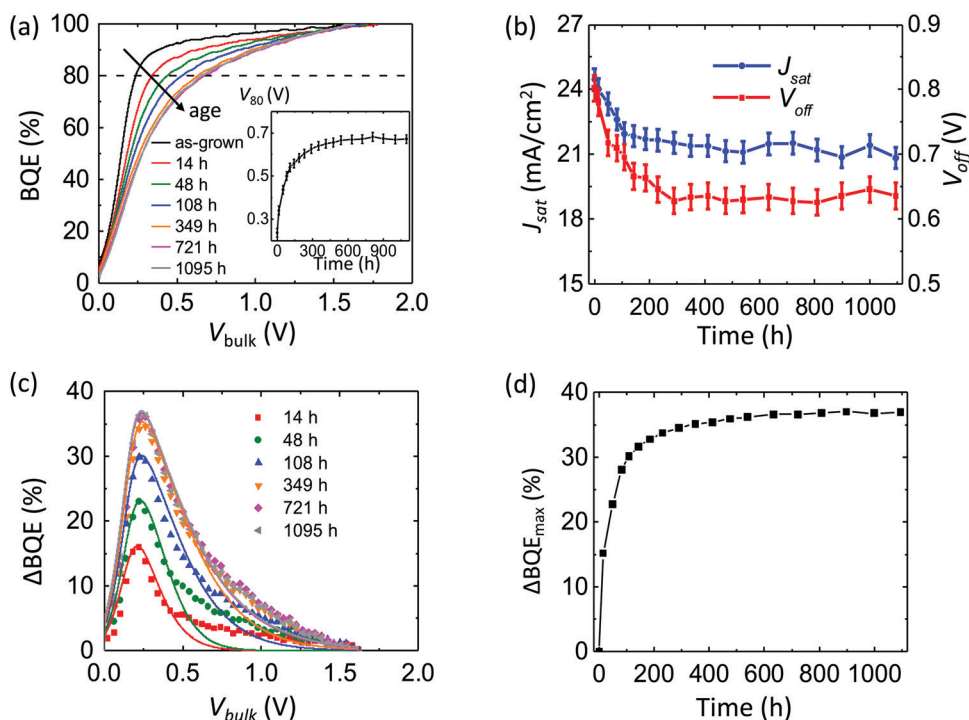 (a)
100
80
60
40
20
0
BQE (%)
age
as-grown
14 h
48 h
108 h
349 h
721 h
1095 h
V80 (V)
0.7
0.5
0.3
0 300 600 900
Time (h)
0.0 0.5 1.0 1.5 2.0
Vbulk (V)
(b)
27
24
21
18
15
Jsat (mA/cm²)
Jsat
Voff
0.9
0.8
0.7
0.6
0.5
Voff (V)
0 200 400 600 800 1000
Time (h)
(c)
40
30
20
10
0
ΔBQE (%)
14 h
48 h
108 h
349 h
721 h
1095 h
0.0 0.5 1.0 1.5 2.0
Vbulk (V)
(d)
40
30
20
10
0
ΔBQEmax (%)
0 200 400 600 800 1000
Time (h)